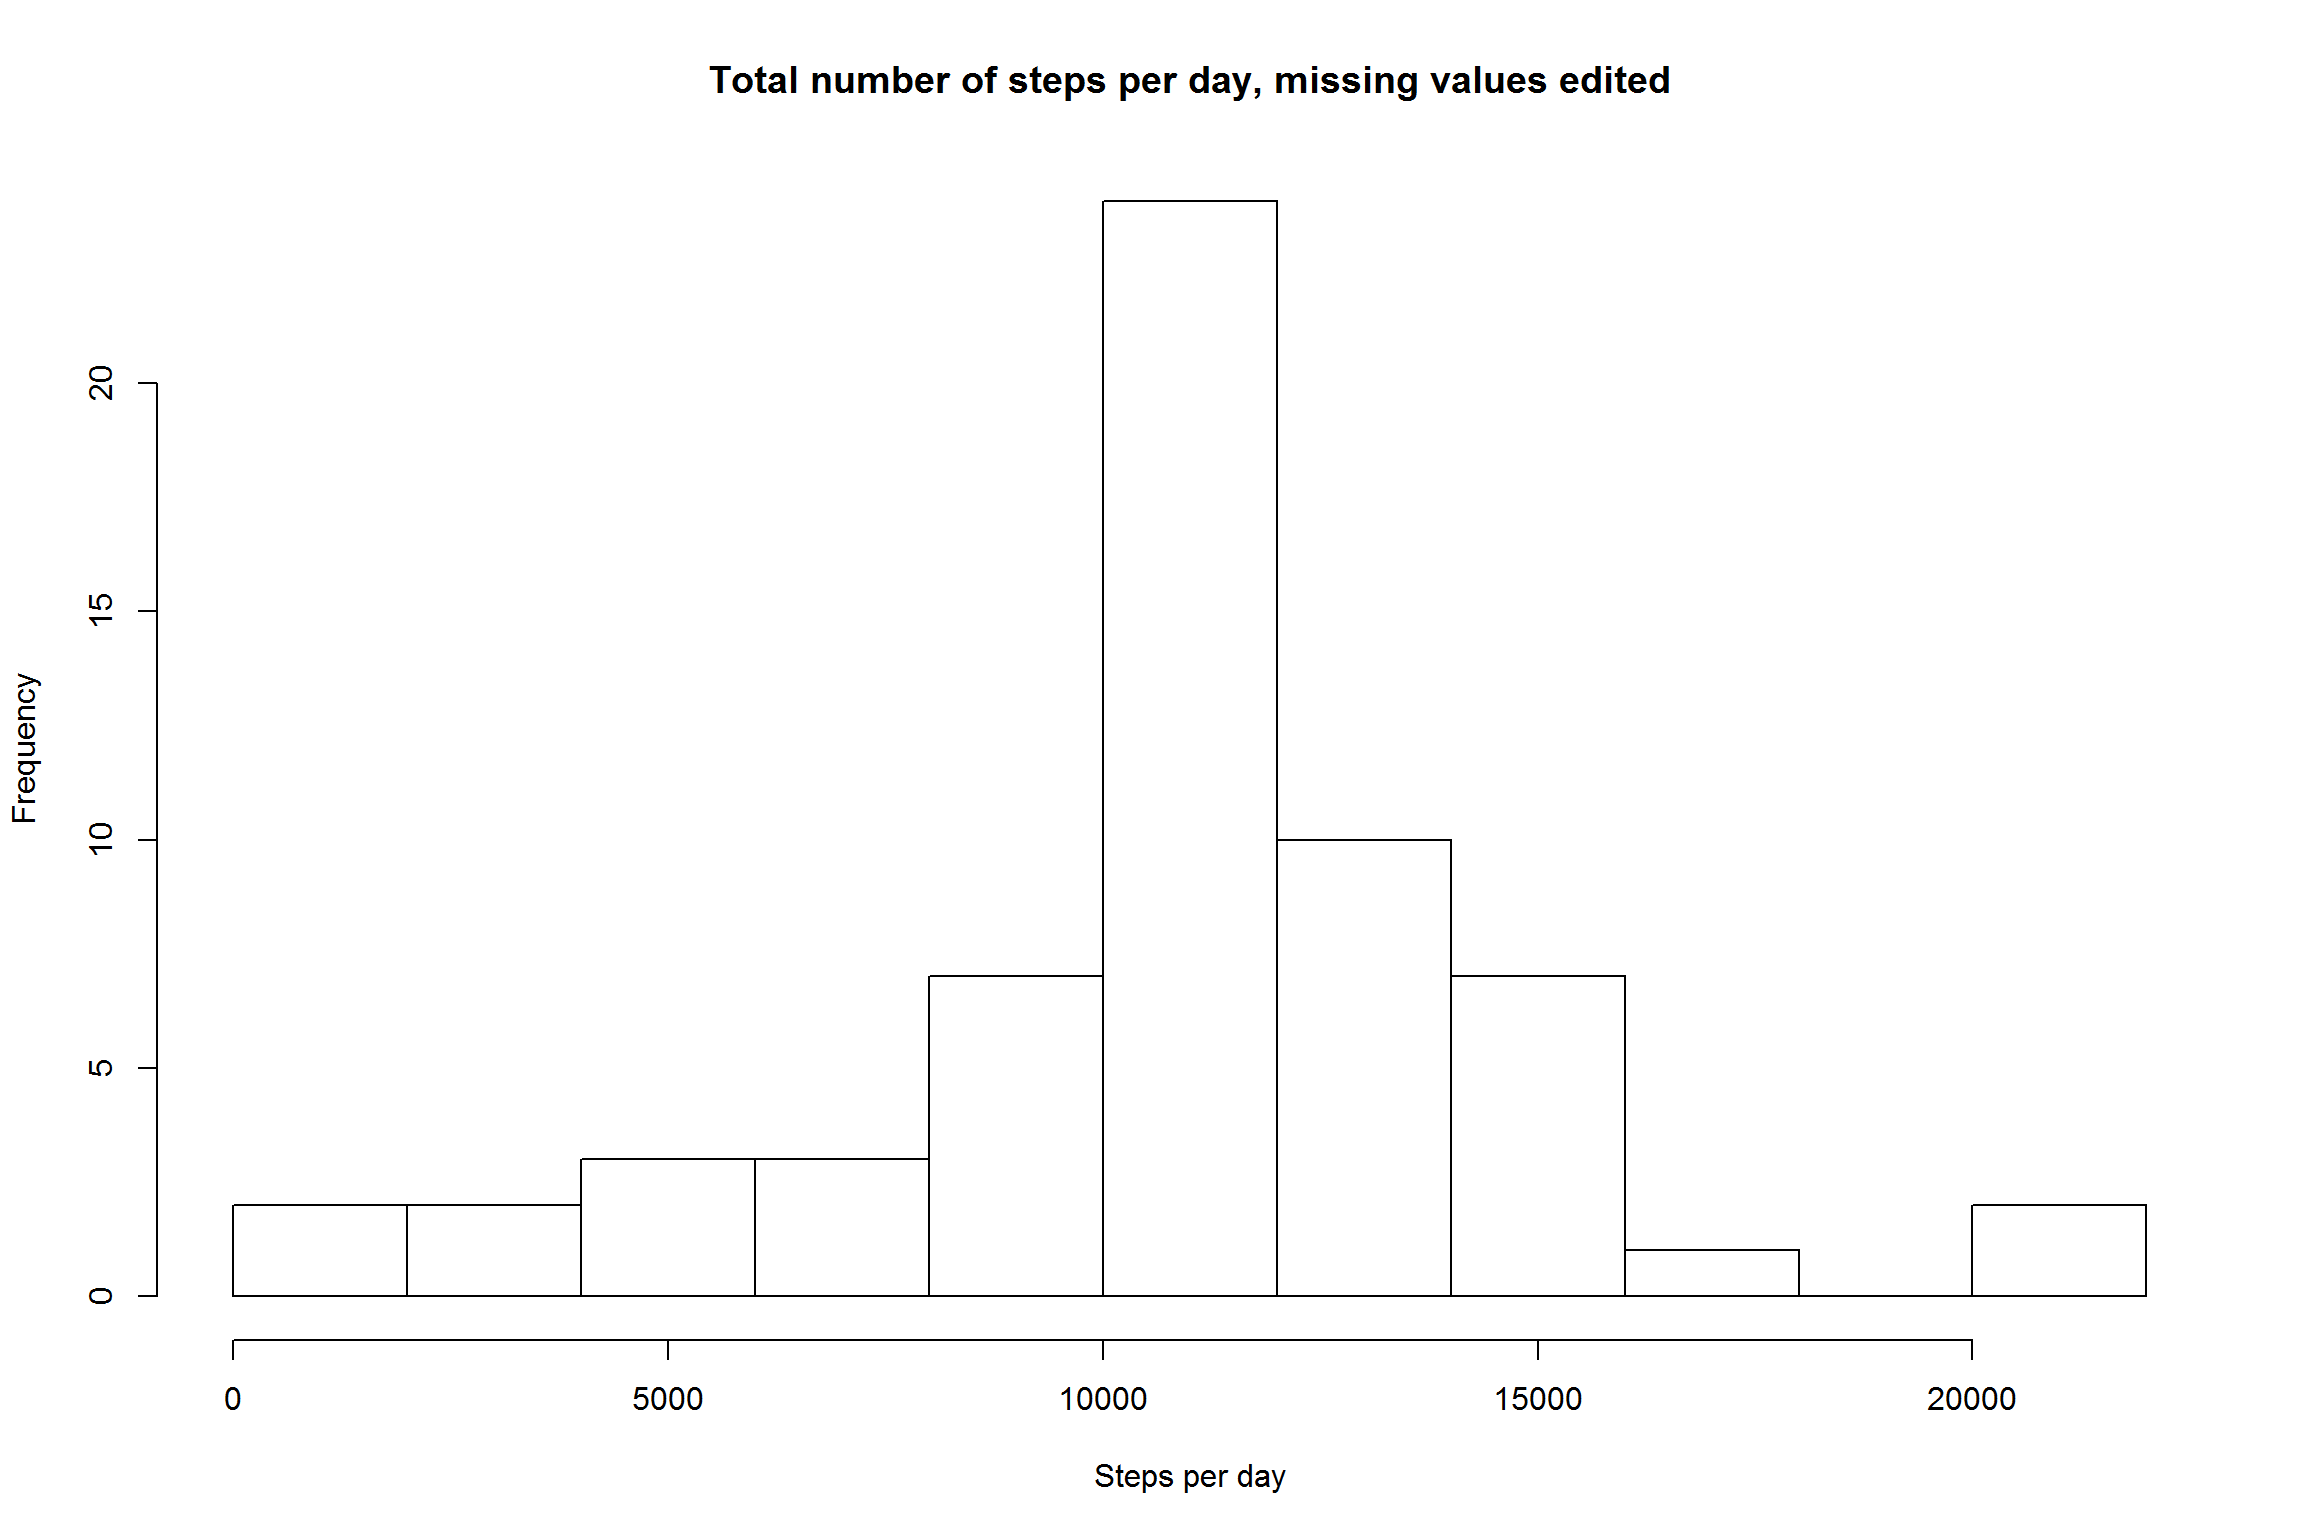 Total number of steps per day, missing values edited
Frequency
20
15
10
5
0
0 5000 10000 15000 20000
Steps per day